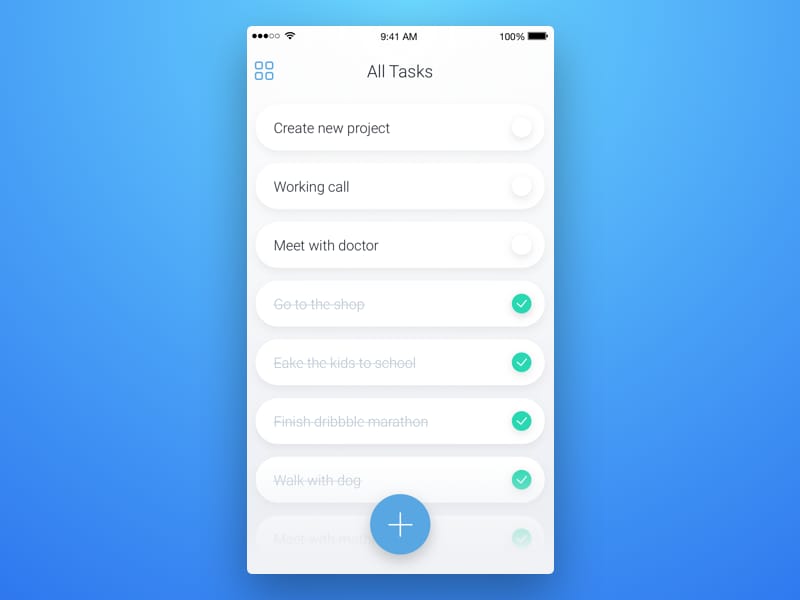 9:41 AM
100%
All Tasks
Create new project
Working call
Meet with doctor
Go to the shop
Eake the kids to school
Finish dribbble marathon
Walk with dog
Meet with